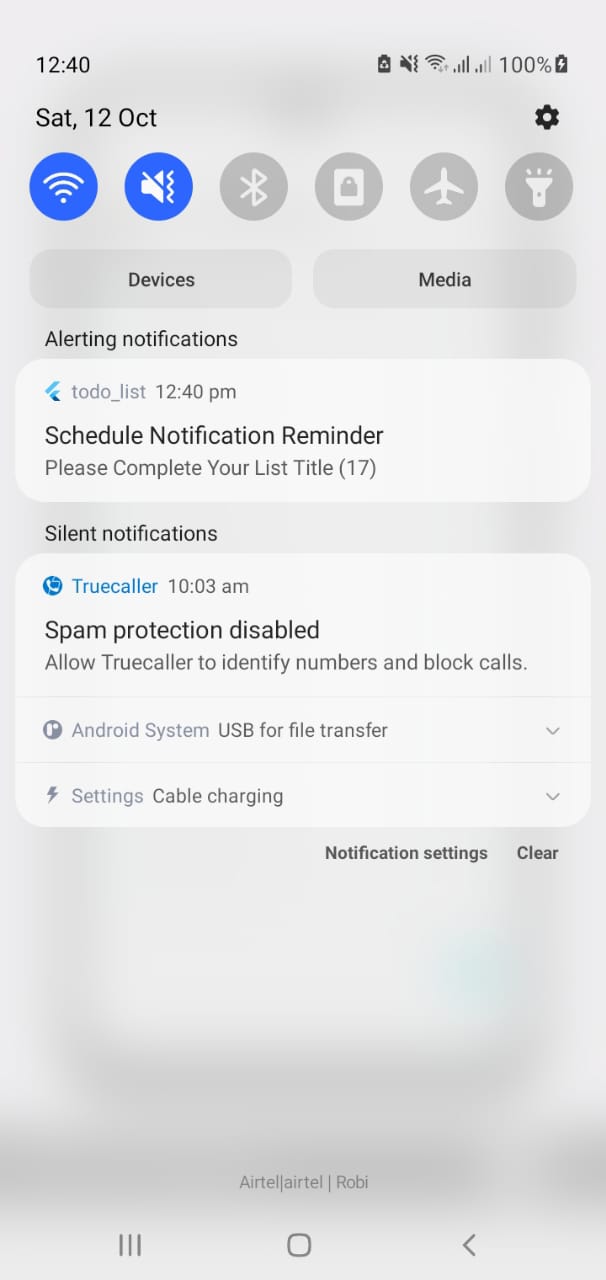 12:40 100%
Sat, 12 Oct
Devices Media
Alerting notifications
todo_list 12:40 pm
Schedule Notification Reminder
Please Complete Your List Title (17)
Silent notifications
Truecaller 10:03 am
Spam protection disabled
Allow Truecaller to identify numbers and block calls.
Android System USB for file transfer
Settings Cable charging
Notification settings Clear
Airtel|airtel | Robi